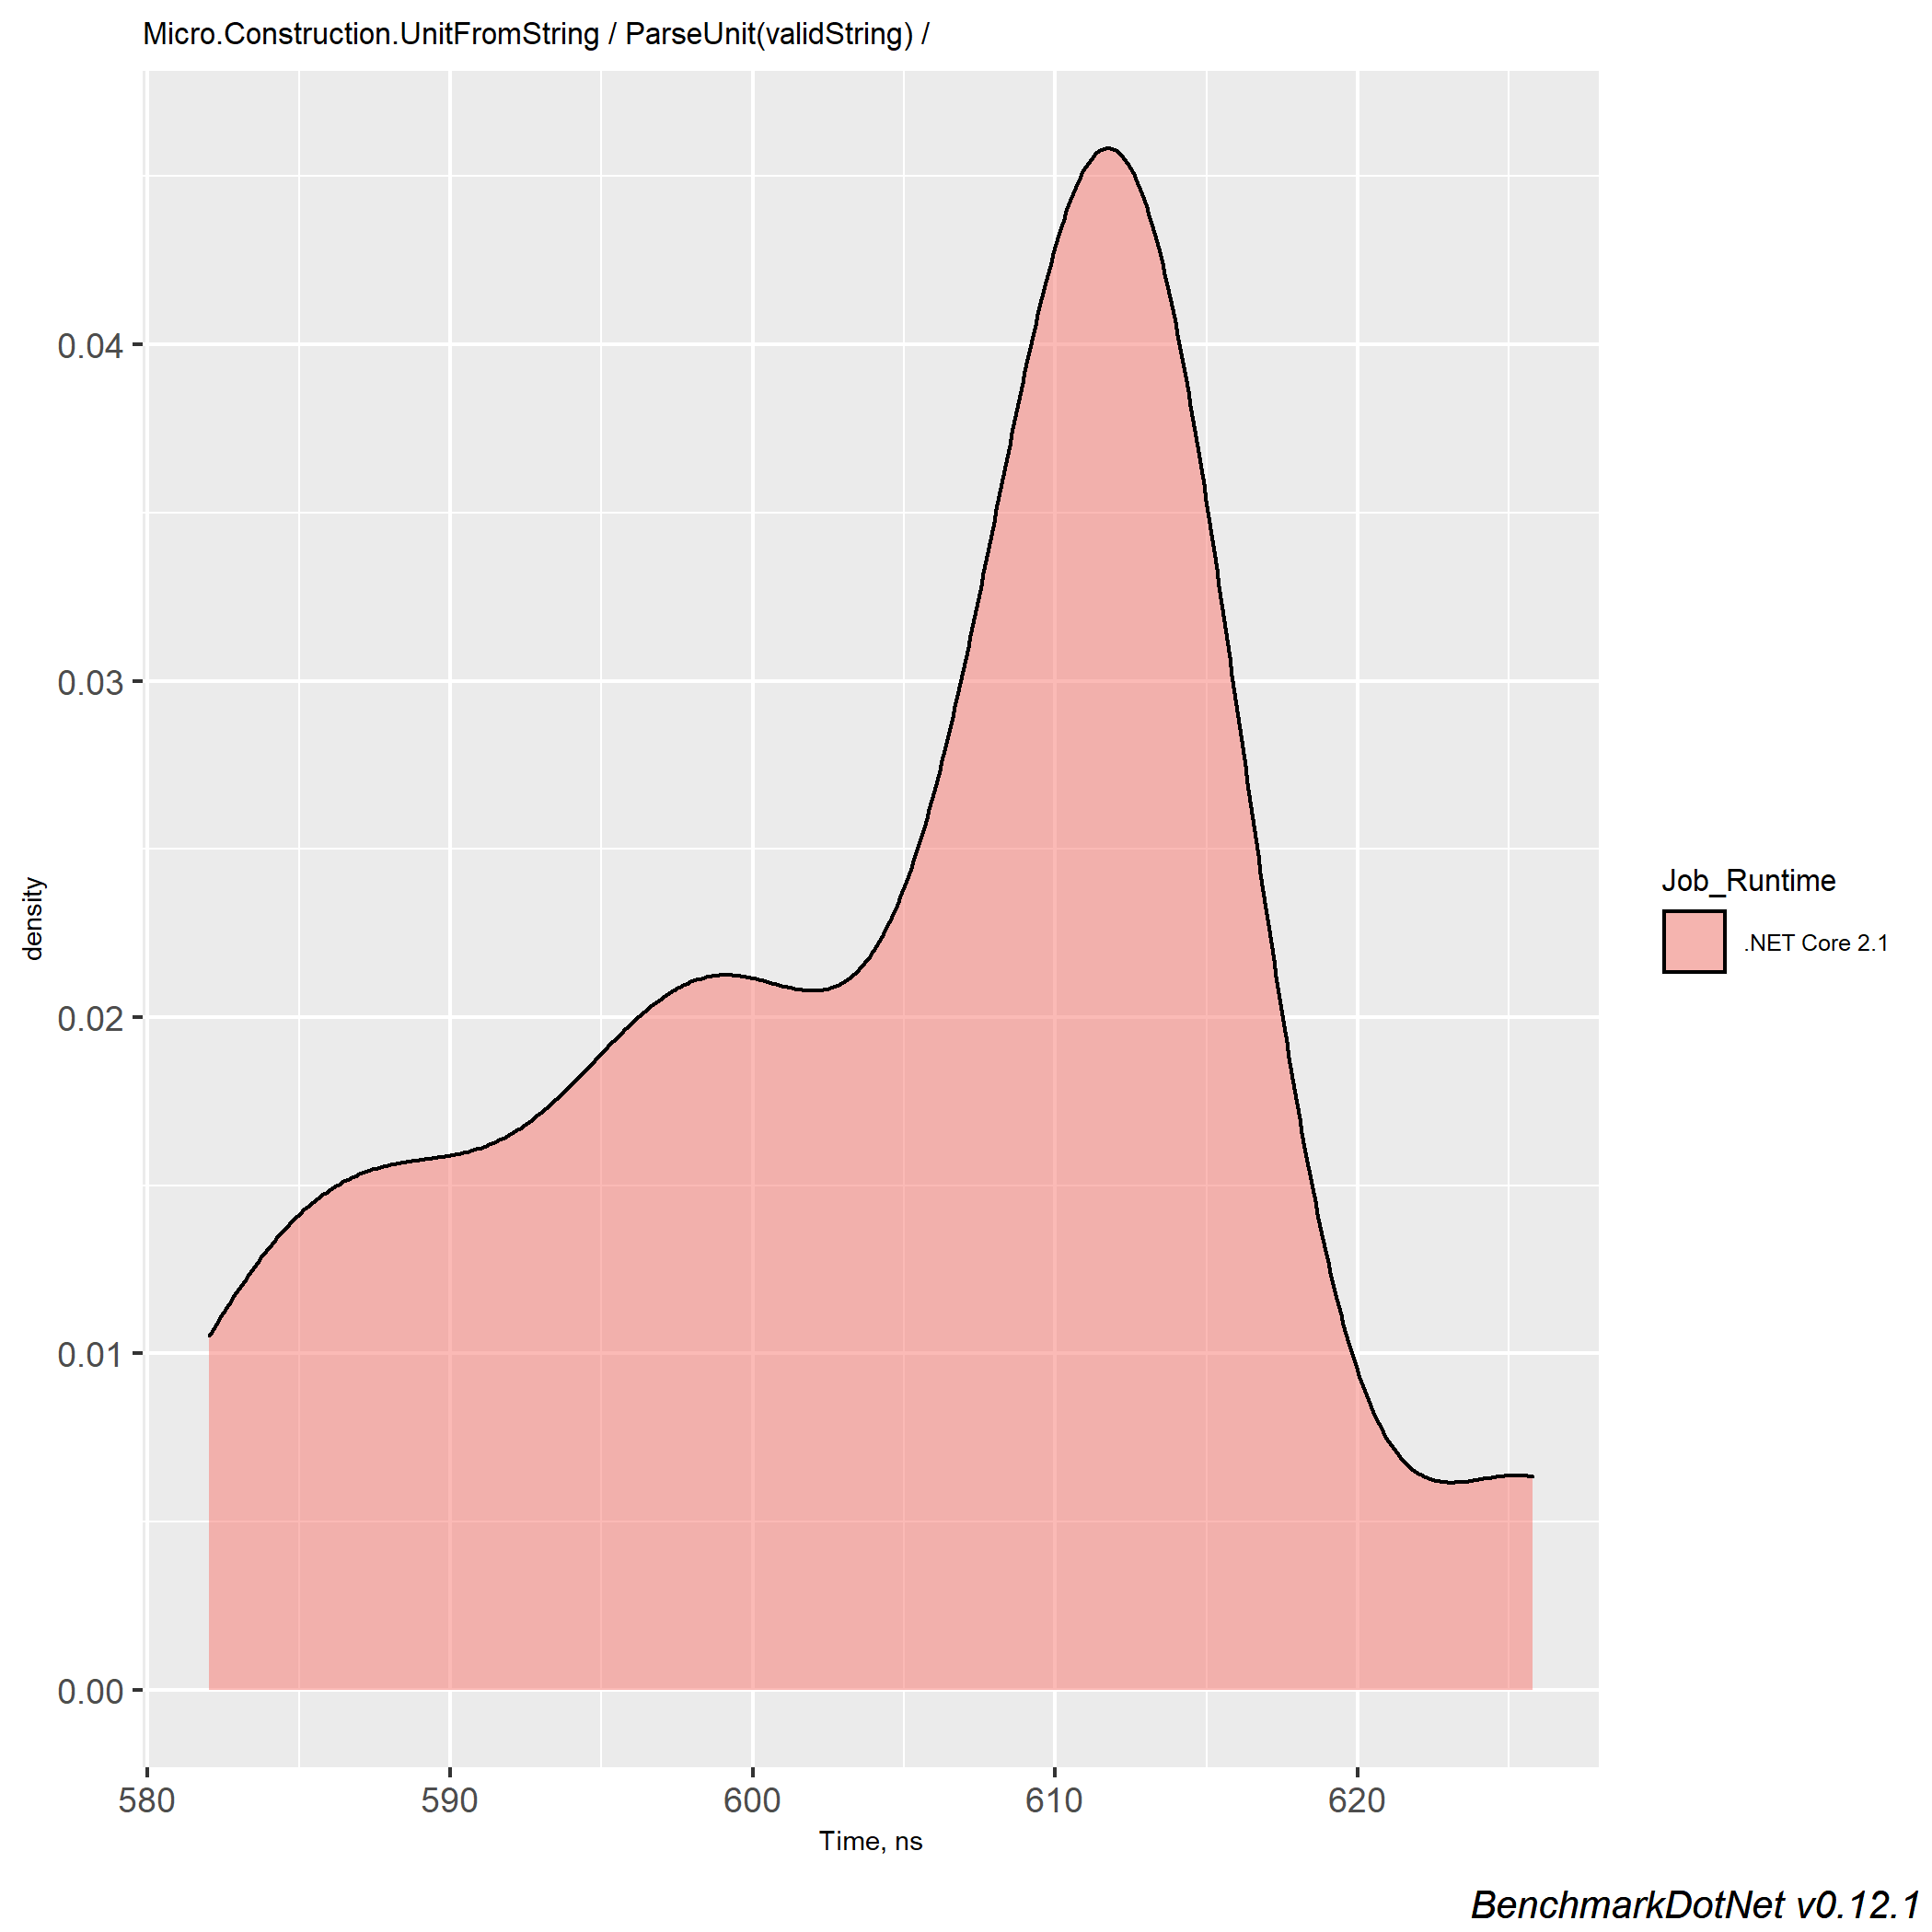 Micro.Construction.UnitFromString / ParseUnit(validString) /
0.04
0.03
0.02
0.01
0.00
density
580 590 600 610 620
Time, ns
Job_Runtime
.NET Core 2.1
BenchmarkDotNet v0.12.1